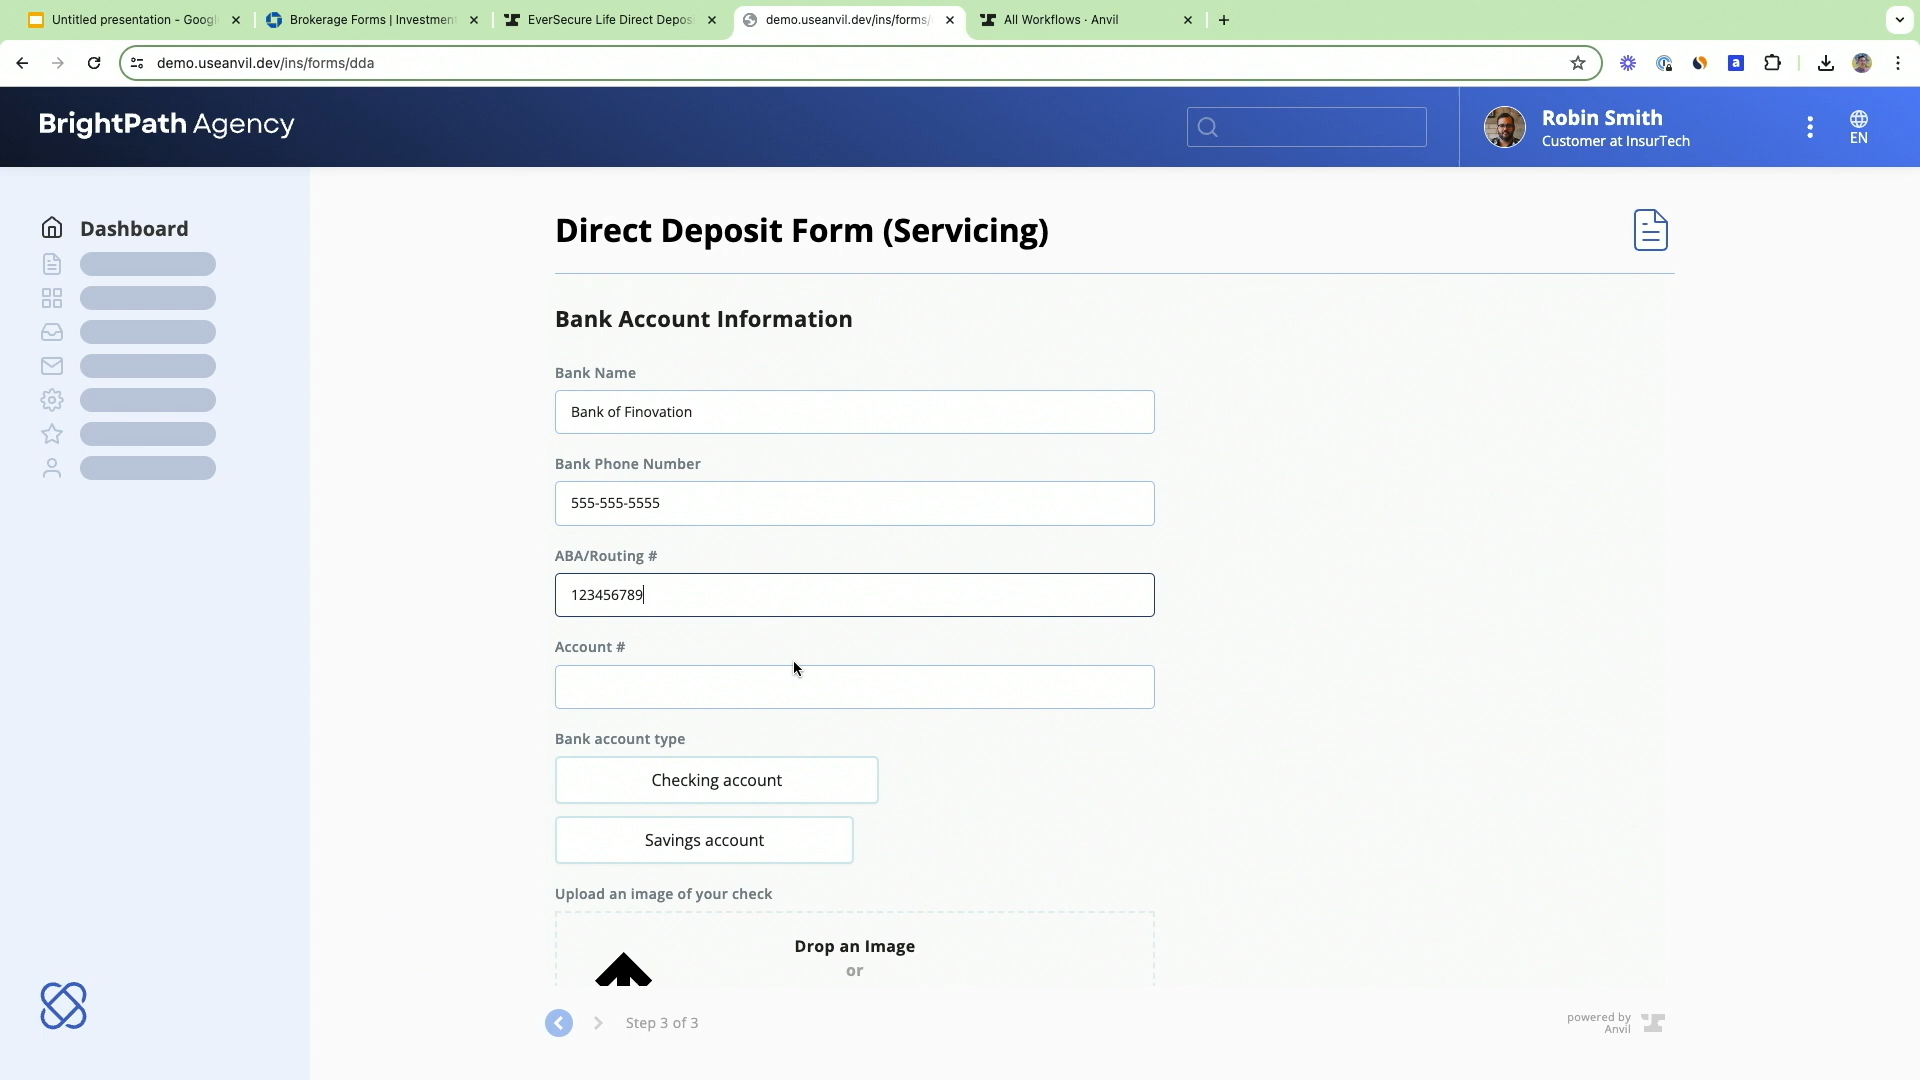 Untitled presentation - Googl
Brokerage Forms | Investment
EverSecure Life Direct Depos
demo.useanvil.dev/ins/forms/
All Workflows · Anvil
demo.useanvil.dev/ins/forms/dda
BrightPath Agency
Robin Smith
Customer at InsurTech
EN
Dashboard
Direct Deposit Form (Servicing)
Bank Account Information
Bank Name
Bank of Finovation
Bank Phone Number
555-555-5555
ABA/Routing #
123456789
Account #
Bank account type
Checking account
Savings account
Upload an image of your check
Drop an Image
or
Step 3 of 3
powered by
Anvil